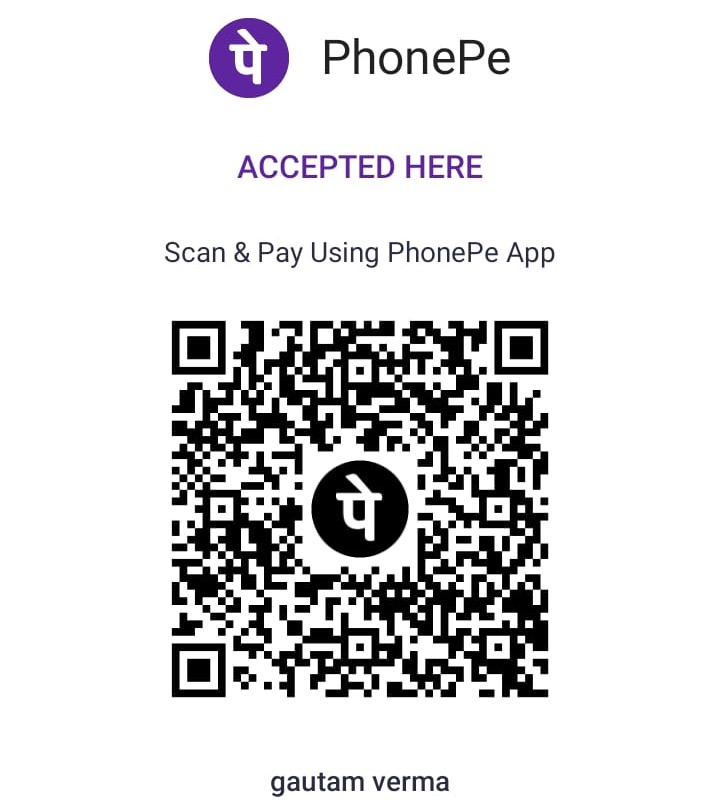 पे PhonePe
ACCEPTED HERE
Scan & Pay Using PhonePe App
पे
gautam verma